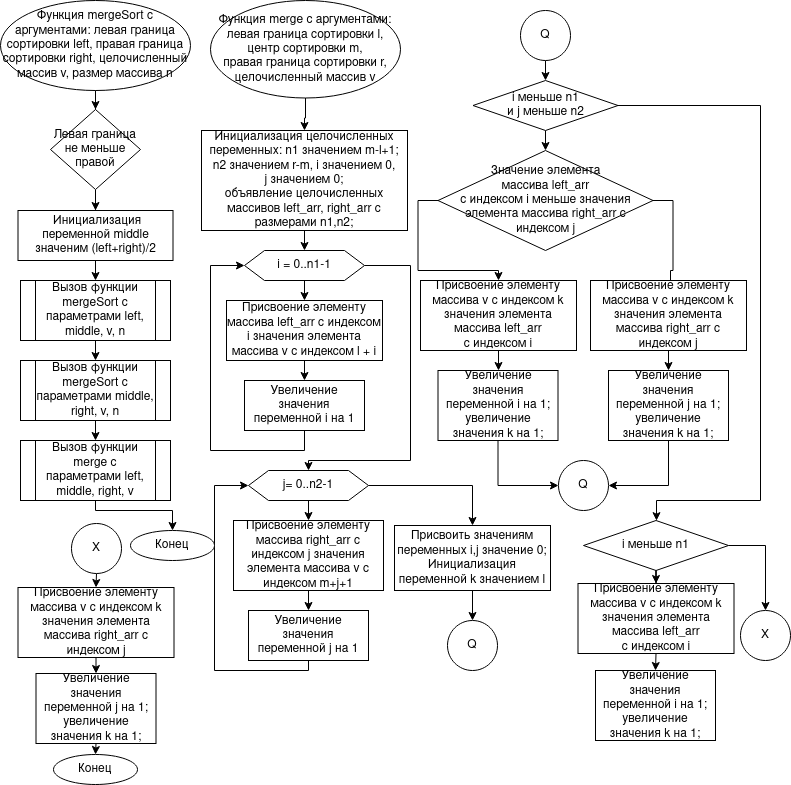 Функция mergeSort с
аргументами: левая граница
сортировки left, правая граница
сортировки right, целочисленный
массив v, размер массива n
Левая граница
не меньше
правой
Инициализация
переменной middle
значеним (left+right)/2
Вызов функции
mergeSort с
параметрами left,
middle, v, n
Вызов функции
mergeSort с
параметрами middle,
right, v, n
Вызов функции
merge с
параметрами left,
middle, right, v
Конец
X
Присвоение элементу
массива v с индексом k
значения элемента
массива right_arr с
индексом j
Увеличение
значения
переменной j на 1;
увеличение
значения k на 1;
Конец
Функция merge с аргументами:
левая граница сортировки l,
центр сортировки m,
правая граница сортировки r,
целочисленный массив v
Инициализация целочисленных
переменных: n1 значением m-l+1;
n2 значением r-m, i значением 0,
j значением 0;
объявление целочисленных
массивов left_arr, right_arr с
размерами n1,n2;
i = 0..n1-1
Присвоение элементу
массива left_arr с индексом
i значения элемента
массива v с индексом l + i
Увеличение
значения
переменной i на 1
j= 0..n2-1
Присвоение элементу
массива right_arr с
индексом j значения
элемента массива v с
индексом m+j+1
Увеличение
значения
переменной j на 1
Присвоить значениям
переменных i,j значение 0;
Инициализация
переменной k значением l
Q
Q
i меньше n1
и j меньше n2
Значение элемента
массива left_arr
с индексом i меньше значения
элемента массива right_arr с
индексом j
Присвоение элементу
массива v с индексом k
значения элемента
массива left_arr
с индексом i
Увеличение
значения
переменной i на 1;
увеличение
значения k на 1;
Присвоение элементу
массива v с индексом k
значения элемента
массива right_arr с
индексом j
Увеличение
значения
переменной j на 1;
увеличение
значения k на 1;
Q
i меньше n1
Присвоение элементу
массива v с индексом k
значения элемента
массива left_arr
с индексом i
Увеличение
значения
переменной i на 1;
увеличение
значения k на 1;
X